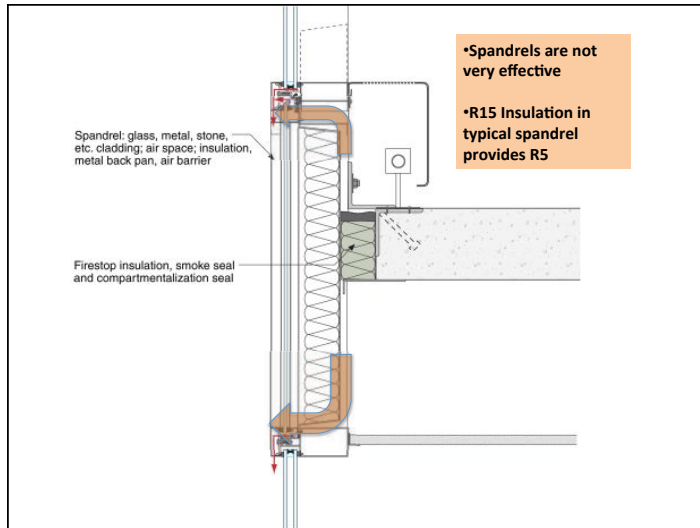 •Spandrels are not
very effective
•R15 Insulation in
typical spandrel
provides R5
Spandrel: glass, metal, stone,
etc. cladding; air space; insulation,
metal back pan, air barrier
Firestop insulation, smoke seal
and compartmentalization seal